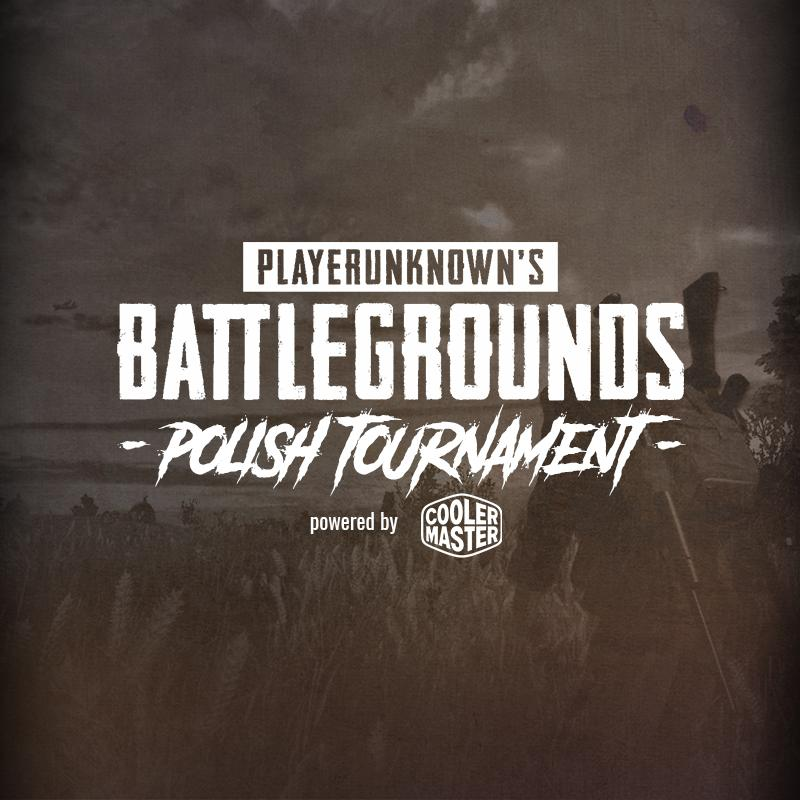 PLAYERUNKNOWN'S
BATTLEGROUNDS
- POLISH TOURNAMENT -
powered by COOLER MASTER